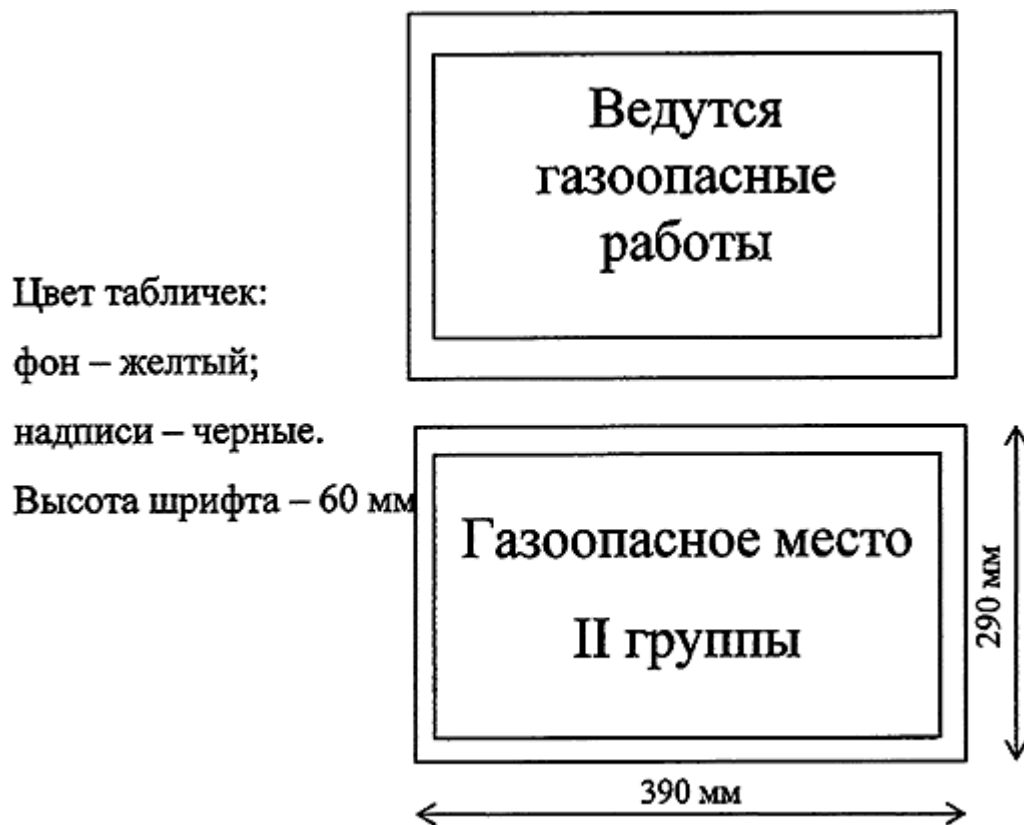 Ведутся
газоопасные
работы
Цвет табличек:
фон – желтый;
надписи – черные.
Высота шрифта – 60 мм
Газоопасное место
II группы
290 мм
390 мм